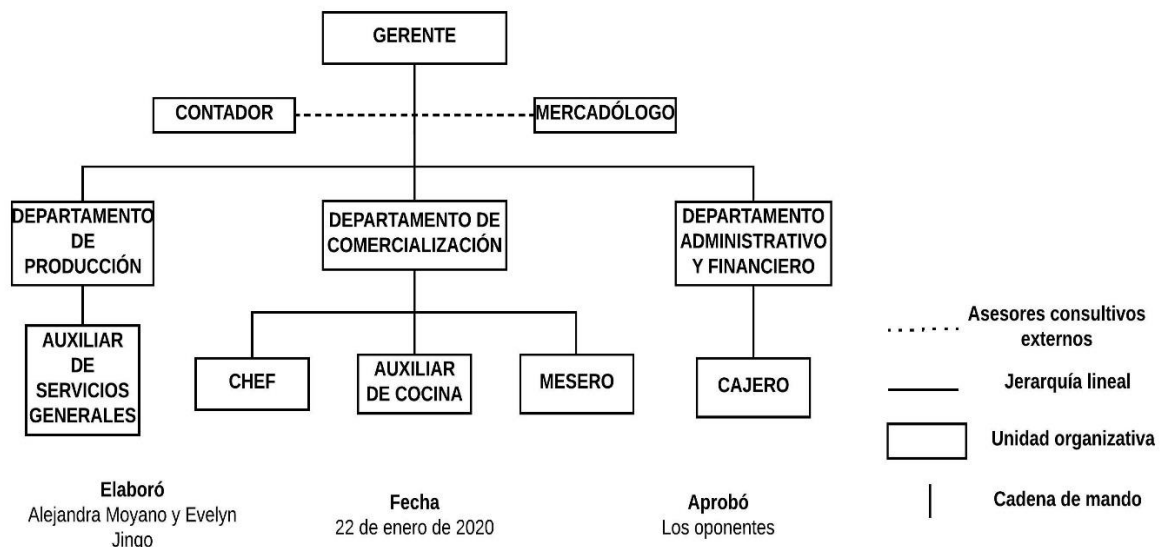 GERENTE
CONTADOR
MERCADÓLOGO
DEPARTAMENTO
DE
PRODUCCIÓN
DEPARTAMENTO DE
COMERCIALIZACIÓN
DEPARTAMENTO
ADMINISTRATIVO
Y FINANCIERO
AUXILIAR
DE
SERVICIOS
GENERALES
CHEF
AUXILIAR
DE COCINA
MESERO
CAJERO
Asesores consultivos
externos
Jerarquía lineal
Unidad organizativa
Cadena de mando
Elaboró
Alejandra Moyano y Evelyn
Jingo
Fecha
22 de enero de 2020
Aprobó
Los oponentes